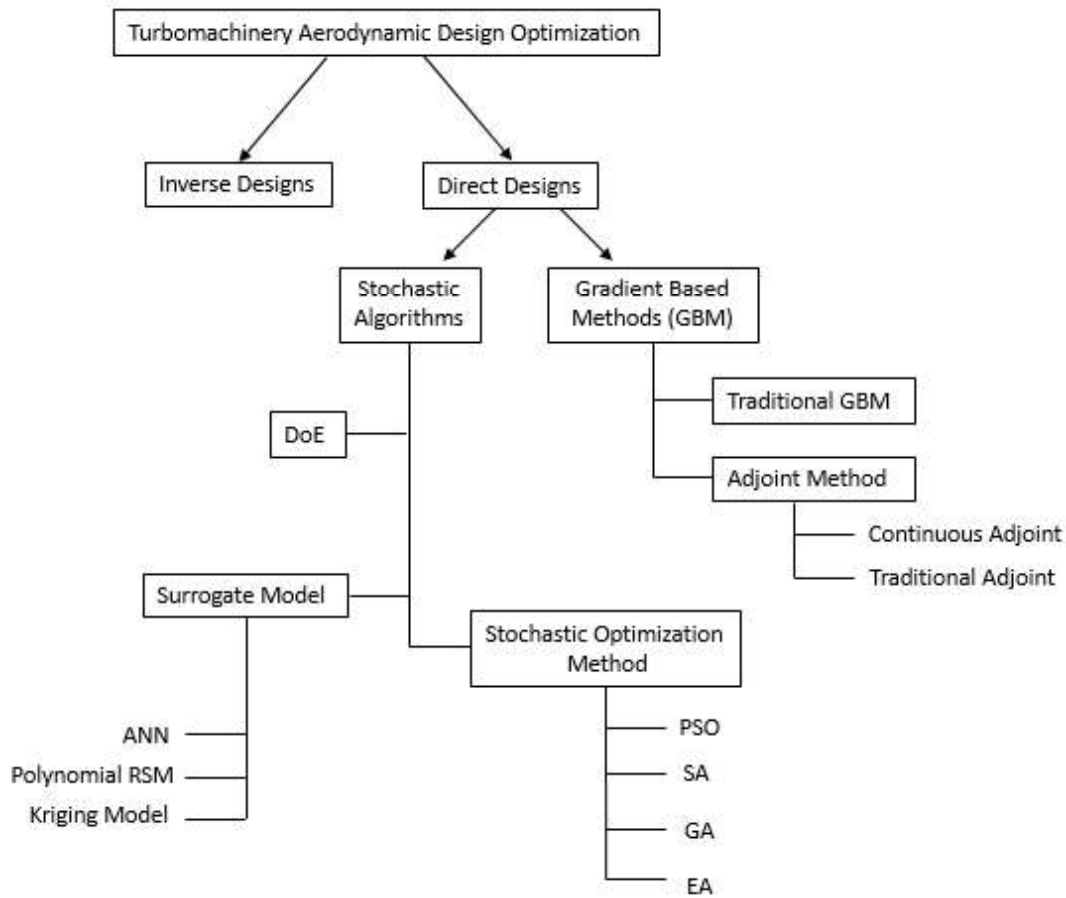 Turbomachinery Aerodynamic Design Optimization
Inverse Designs
Direct Designs
Stochastic
Algorithms
Gradient Based
Methods (GBM)
Traditional GBM
DoE
Adjoint Method
Continuous Adjoint
Traditional Adjoint
Surrogate Model
Stochastic Optimization
Method
ANN
Polynomial RSM
Kriging Model
PSO
SA
GA
EA